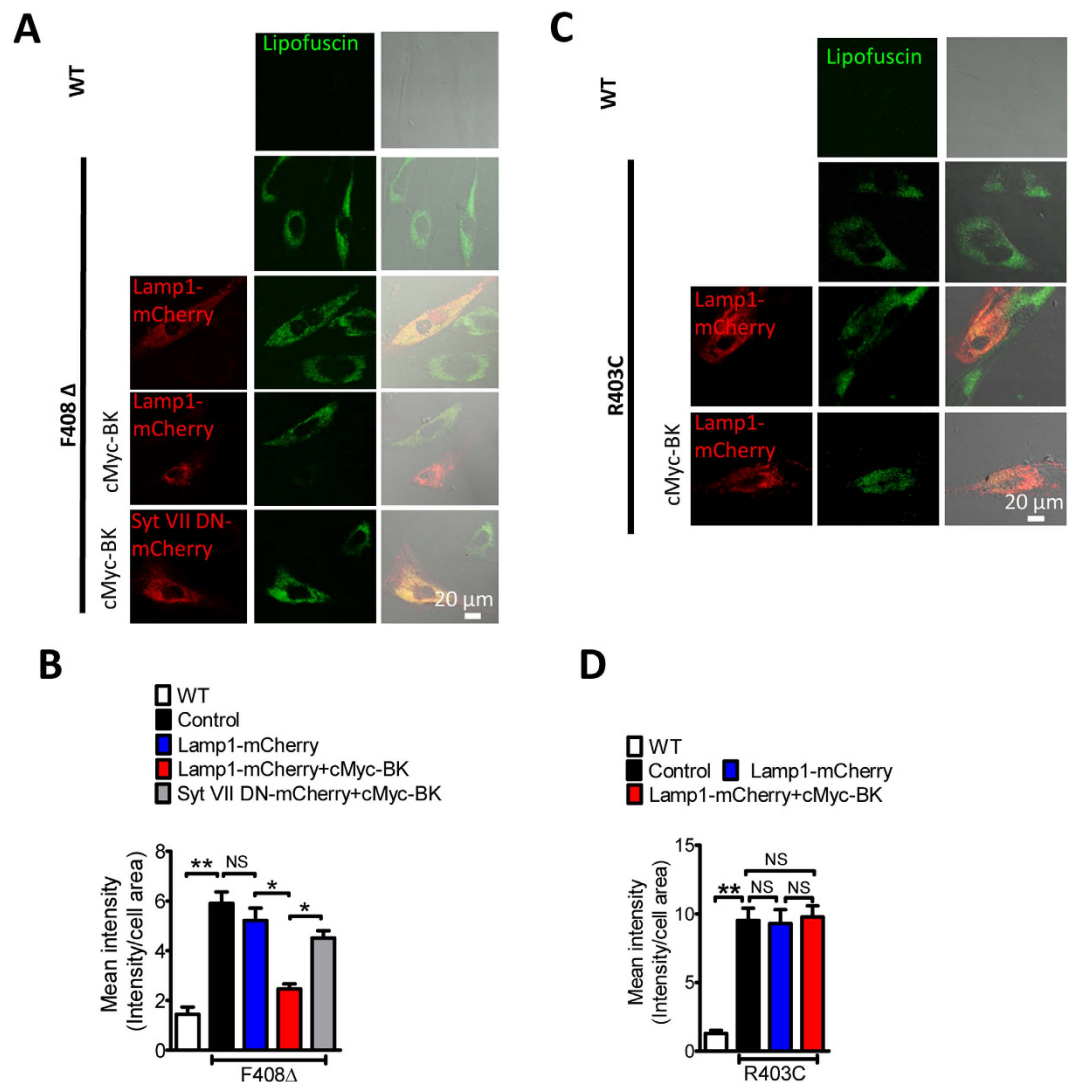 A
WT
Lipofuscin
F408 Δ
Lamp1-
mCherry
cMyc-BK
Lamp1-
mCherry
cMyc-BK
Syt VII DN-
mCherry
20 µm
B
WT
Control
Lamp1-mCherry
Lamp1-mCherry+cMyc-BK
Syt VII DN-mCherry+cMyc-BK
Mean intensity
(Intensity/cell area)
8
6
4
2
0
** NS
*
*
F408Δ
C
WT
Lipofuscin
R403C
Lamp1-
mCherry
cMyc-BK
Lamp1-
mCherry
20 µm
D
WT
Control Lamp1-mCherry
Lamp1-mCherry+cMyc-BK
Mean intensity
(Intensity/cell area)
15
10
5
0
NS
** NS NS
R403C